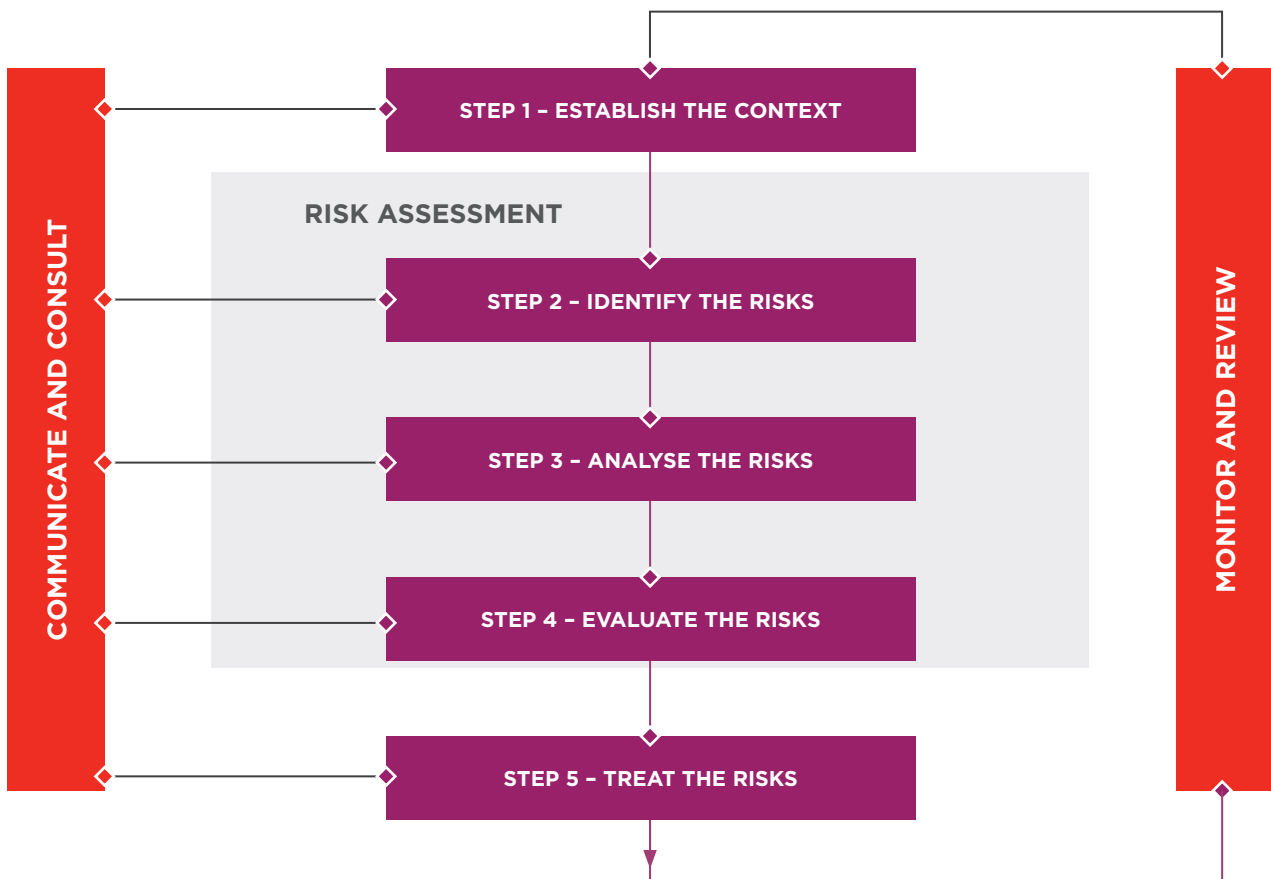 STEP 1 – ESTABLISH THE CONTEXT
RISK ASSESSMENT
STEP 2 – IDENTIFY THE RISKS
STEP 3 – ANALYSE THE RISKS
STEP 4 – EVALUATE THE RISKS
STEP 5 – TREAT THE RISKS
COMMUNICATE AND CONSULT
MONITOR AND REVIEW